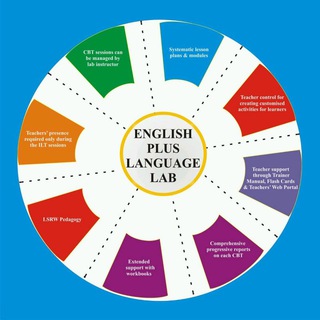 ENGLISH
PLUS
LANGUAGE
LAB
Systematic lesson
plans & modules
Teacher control for
creating customised
activities for learners
Teacher support
through Trainer
Manual, Flash Cards
& Teachers' Web Portal
Comprehensive
progressive reports
on each CBT
Extended
support with
workbooks
LSRW Pedagogy
Teachers' presence
required only during
the ILT sessions
CBT sessions can
be managed by
lab instructor